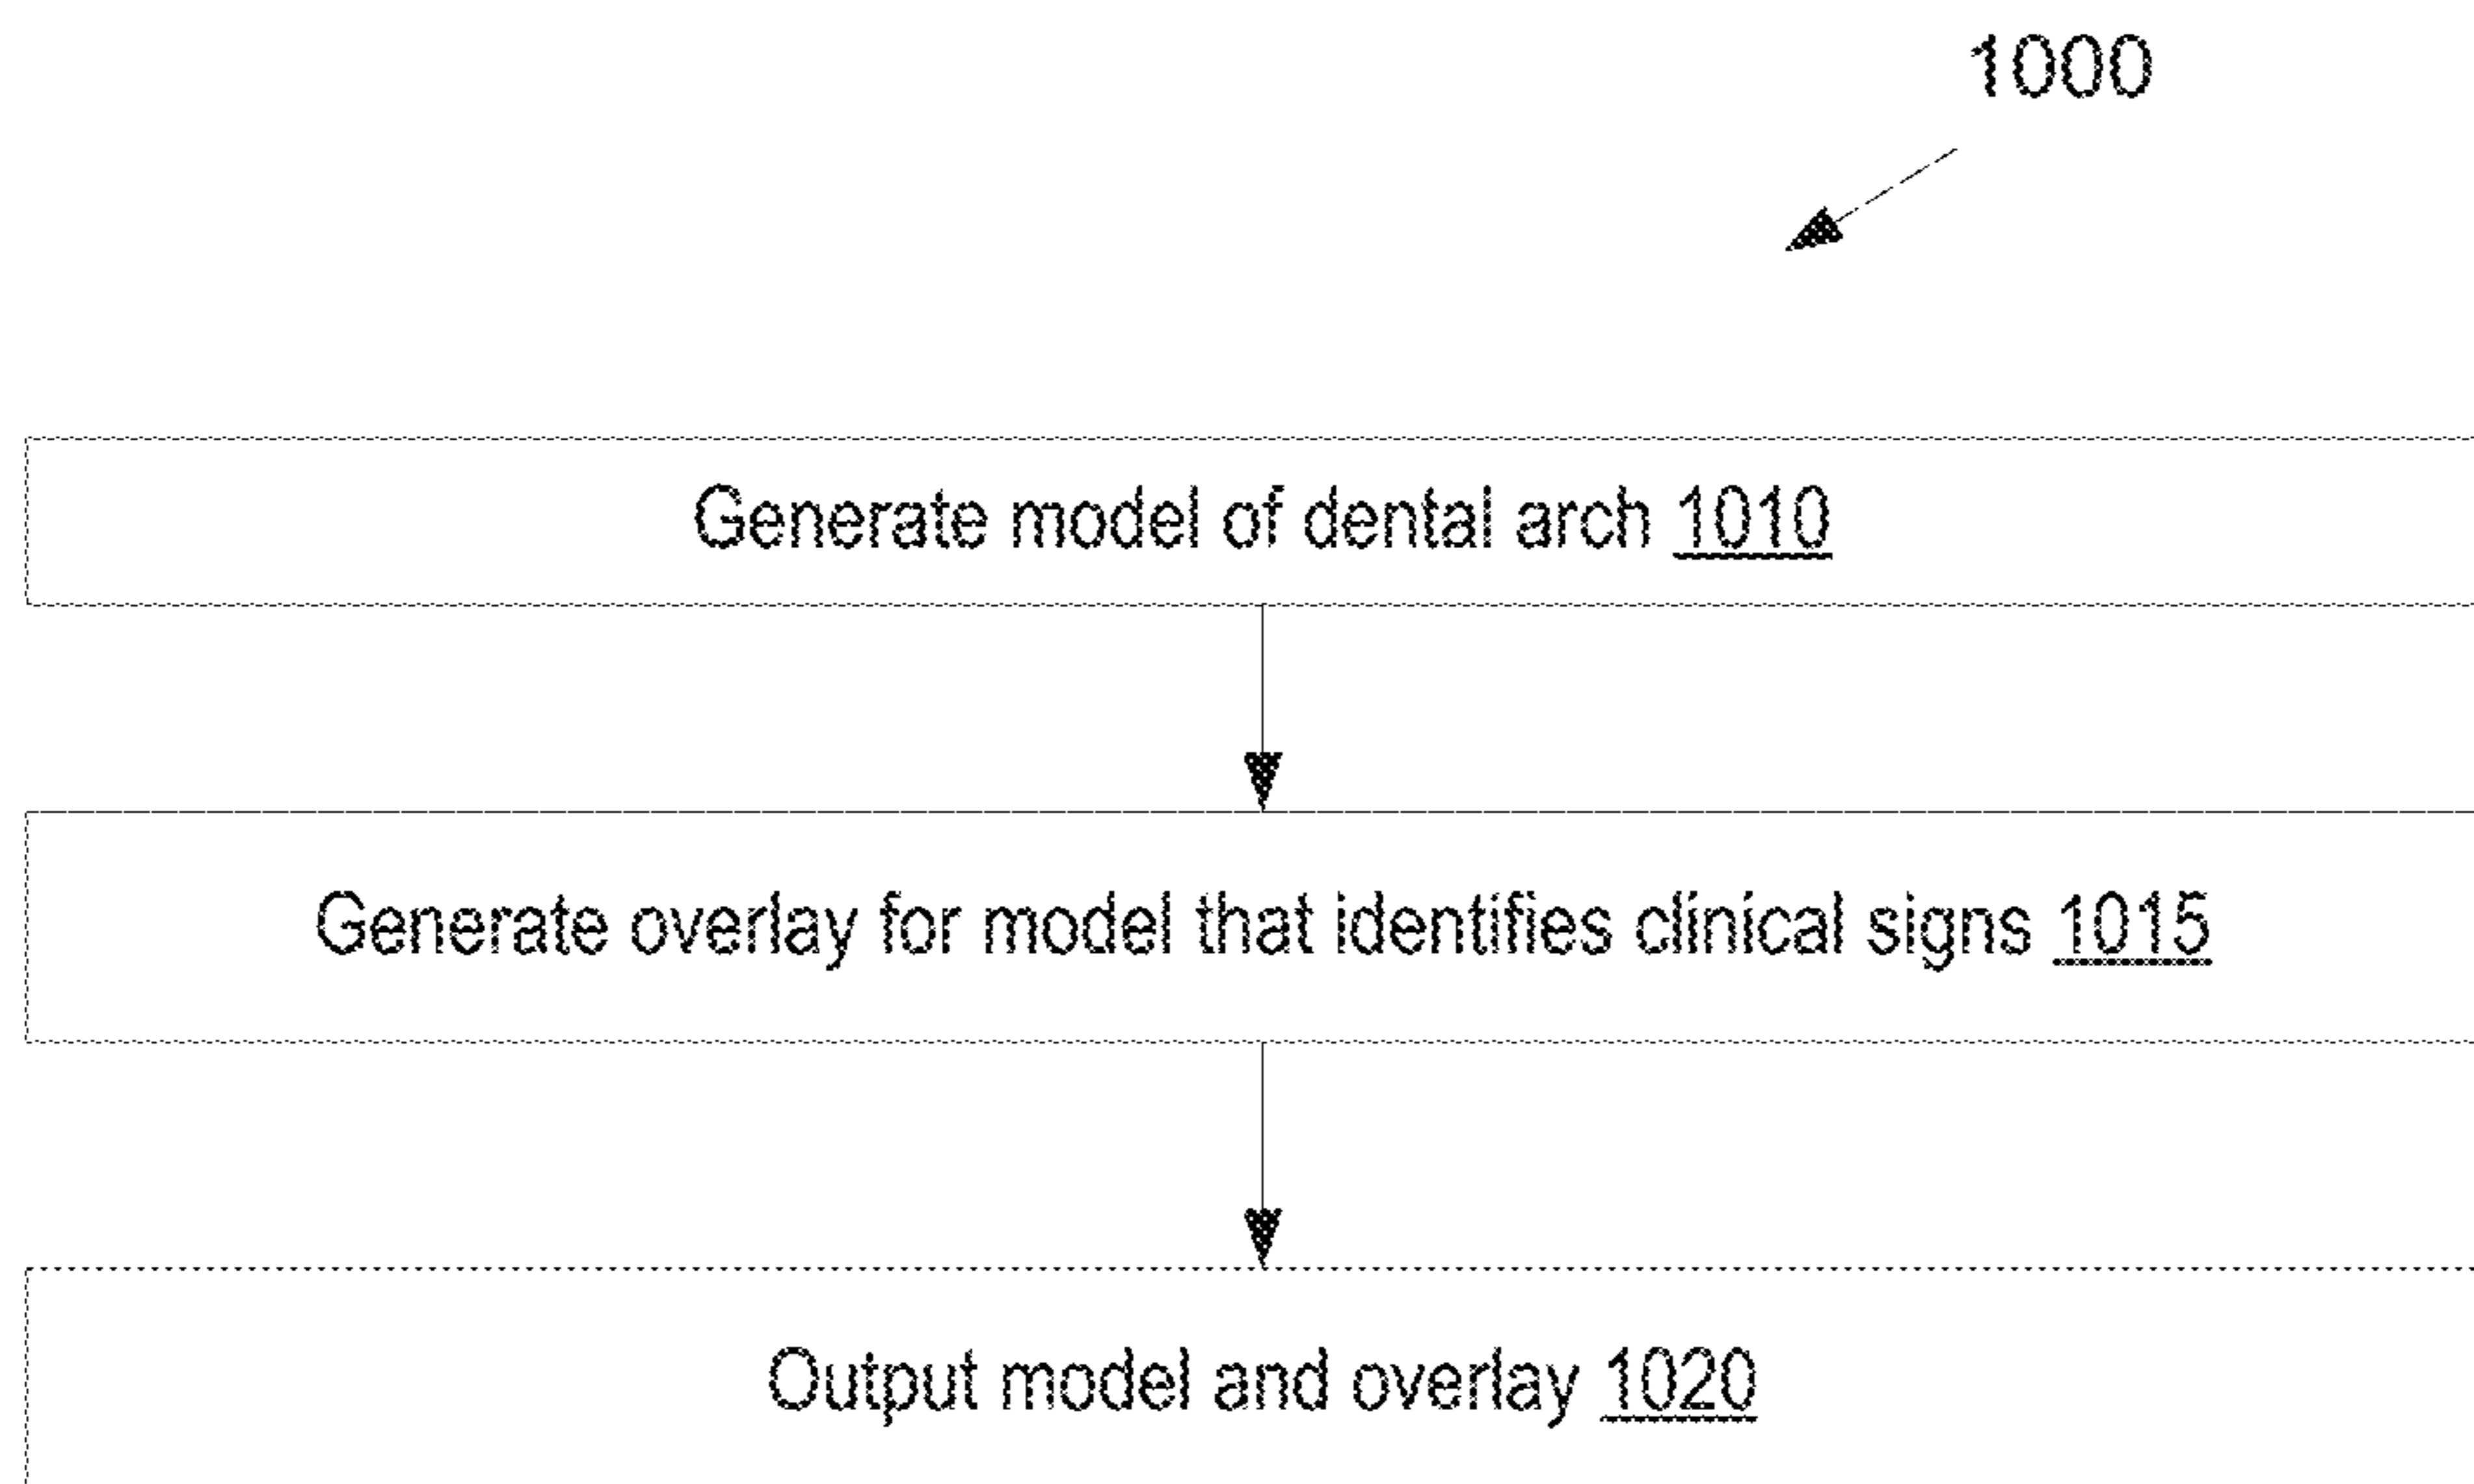 1000
Generate model of dental arch 1010
Generate overlay for model that identifies clinical signs 1015
Output model and overlay 1020